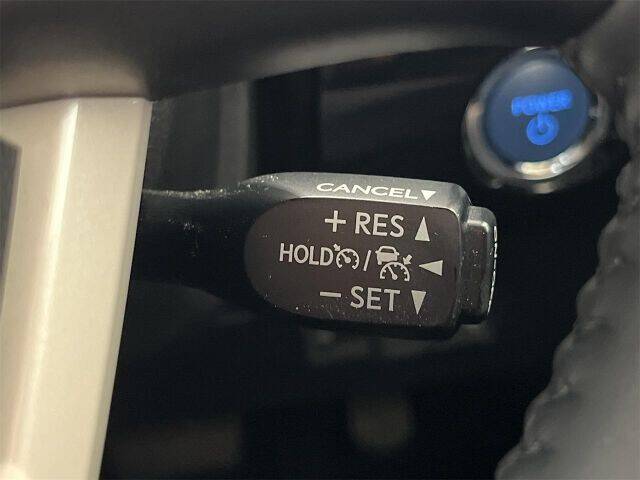 POWER
CANCEL▼
+ RES ▲
HOLD / ◀
− SET ▼